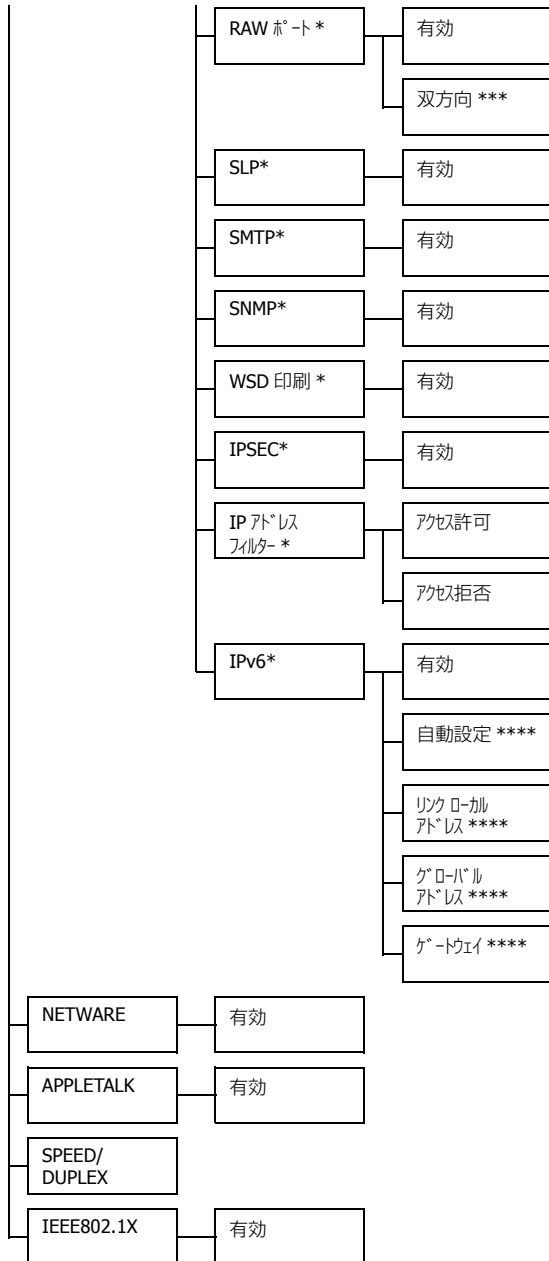 RAW ﾎﾟｰﾄ *
有効
双方向 ***
SLP*
有効
SMTP*
有効
SNMP*
有効
WSD 印刷 *
有効
IPSEC*
有効
IP ｱﾄﾞﾚｽ
ﾌｨﾙﾀｰ *
ｱｸｾｽ許可
ｱｸｾｽ拒否
IPv6*
有効
自動設定 ****
ﾘﾝｸ ﾛｰｶﾙ
ｱﾄﾞﾚｽ ****
ｸﾞﾛｰﾊﾞﾙ
ｱﾄﾞﾚｽ ****
ｹﾞｰﾄｳｪｲ ****
NETWARE
有効
APPLETALK
有効
SPEED/
DUPLEX
IEEE802.1X
有効